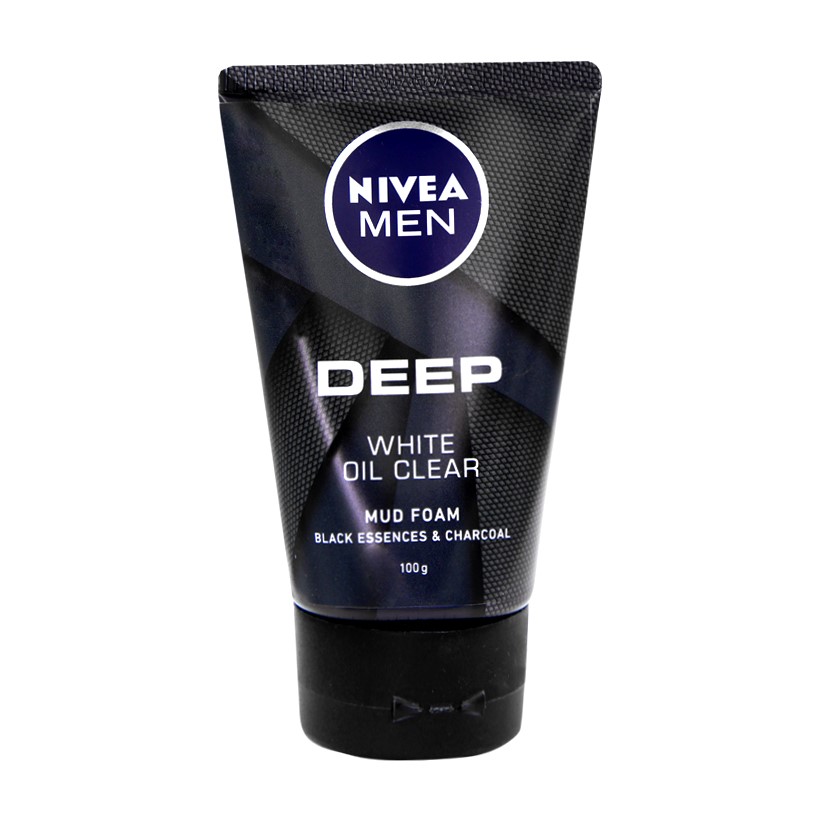 NIVEA
MEN
DEEP
WHITE
OIL CLEAR
MUD FOAM
BLACK ESSENCES & CHARCOAL
100g